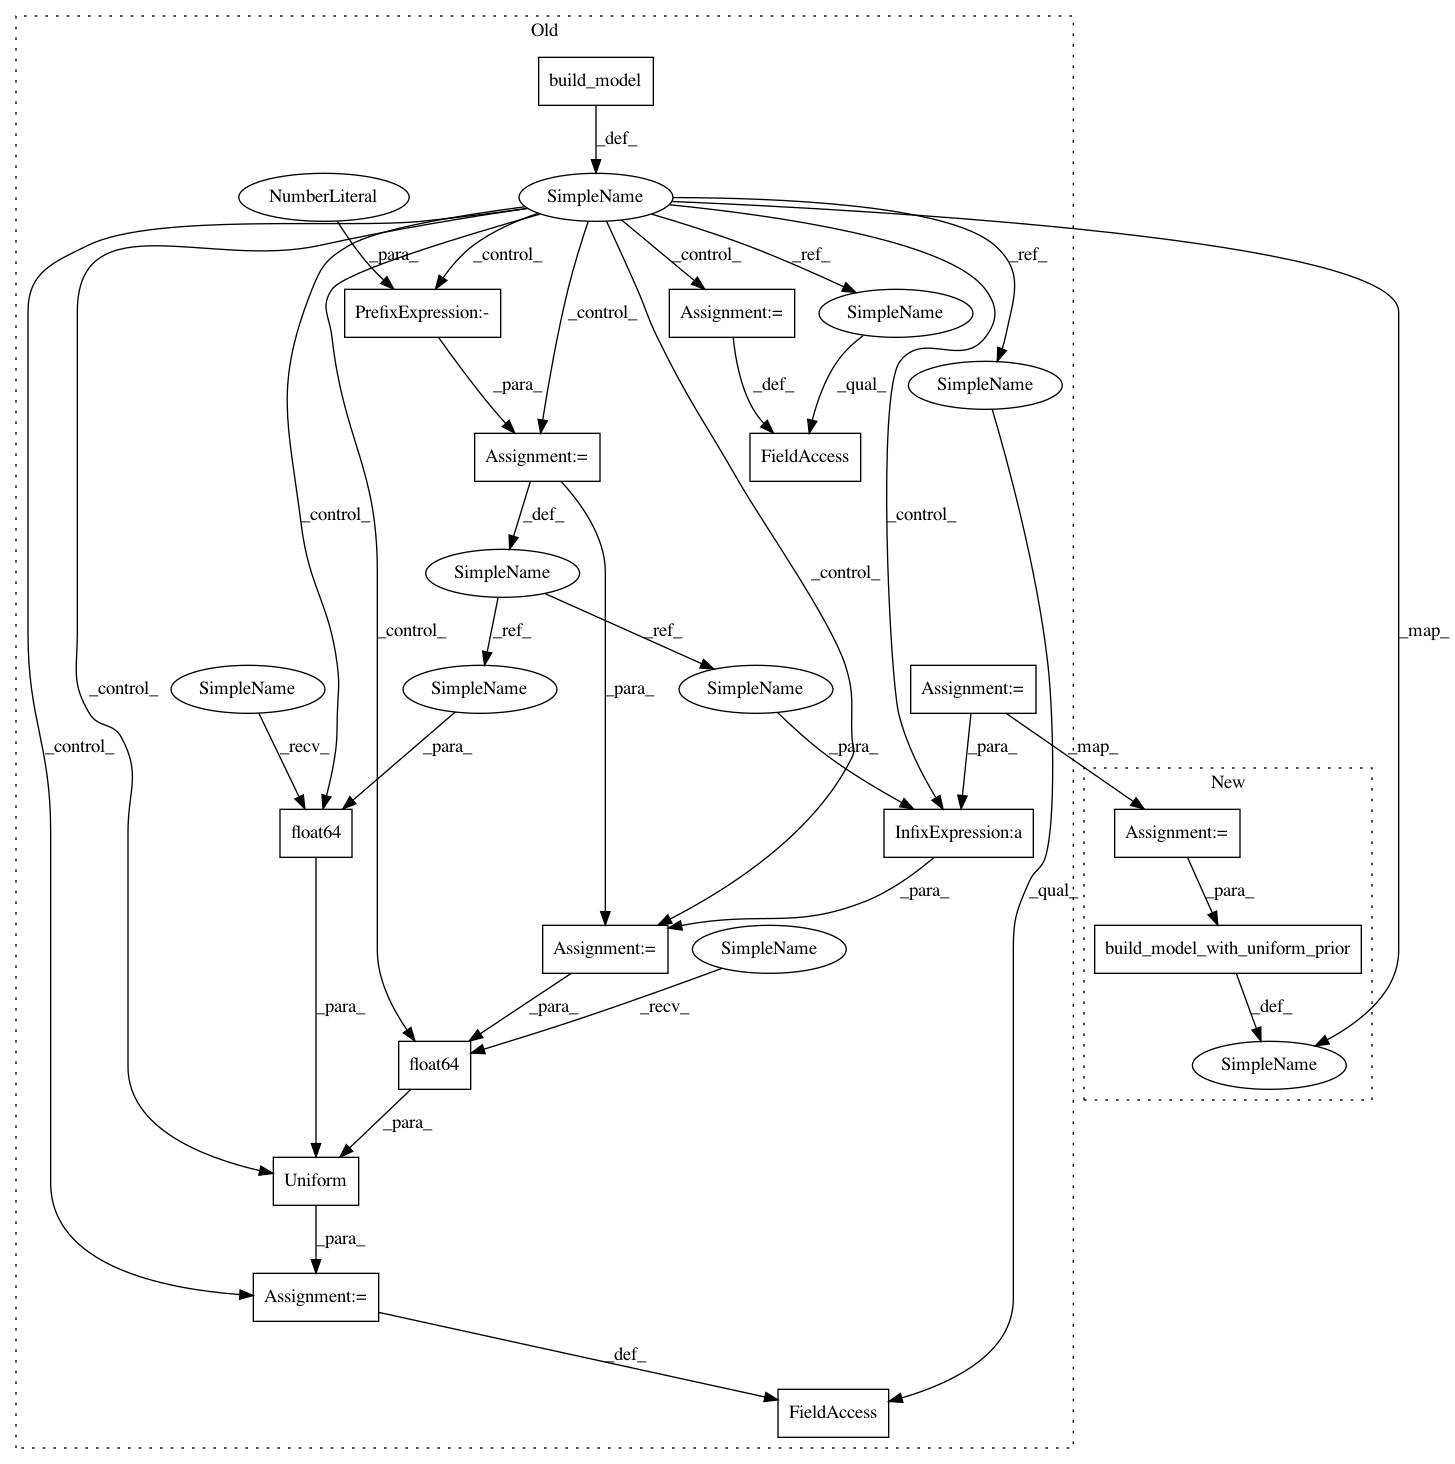 Old
build_model
_def_
NumberLiteral
SimpleName
_para_
_control_
_control_
_ref_
_ref_
PrefixExpression:-
_control_
Assignment:=
SimpleName
SimpleName
_para_
_def_
_qual_
Assignment:=
FieldAccess
_control_
_def_
_control_
SimpleName
_control_
_control_
_ref_
_ref_
_map_
_control_
SimpleName
SimpleName
_para_
SimpleName
Assignment:=
_control_
_recv_
_para_
_para_
_para_
_map_
New
float64
InfixExpression:a
Assignment:=
_para_
_qual_
_para_
Assignment:=
SimpleName
build_model_with_uniform_prior
_para_
_para_
_recv_
_def_
float64
SimpleName
_para_
Uniform
_para_
Assignment:=
_def_
FieldAccess